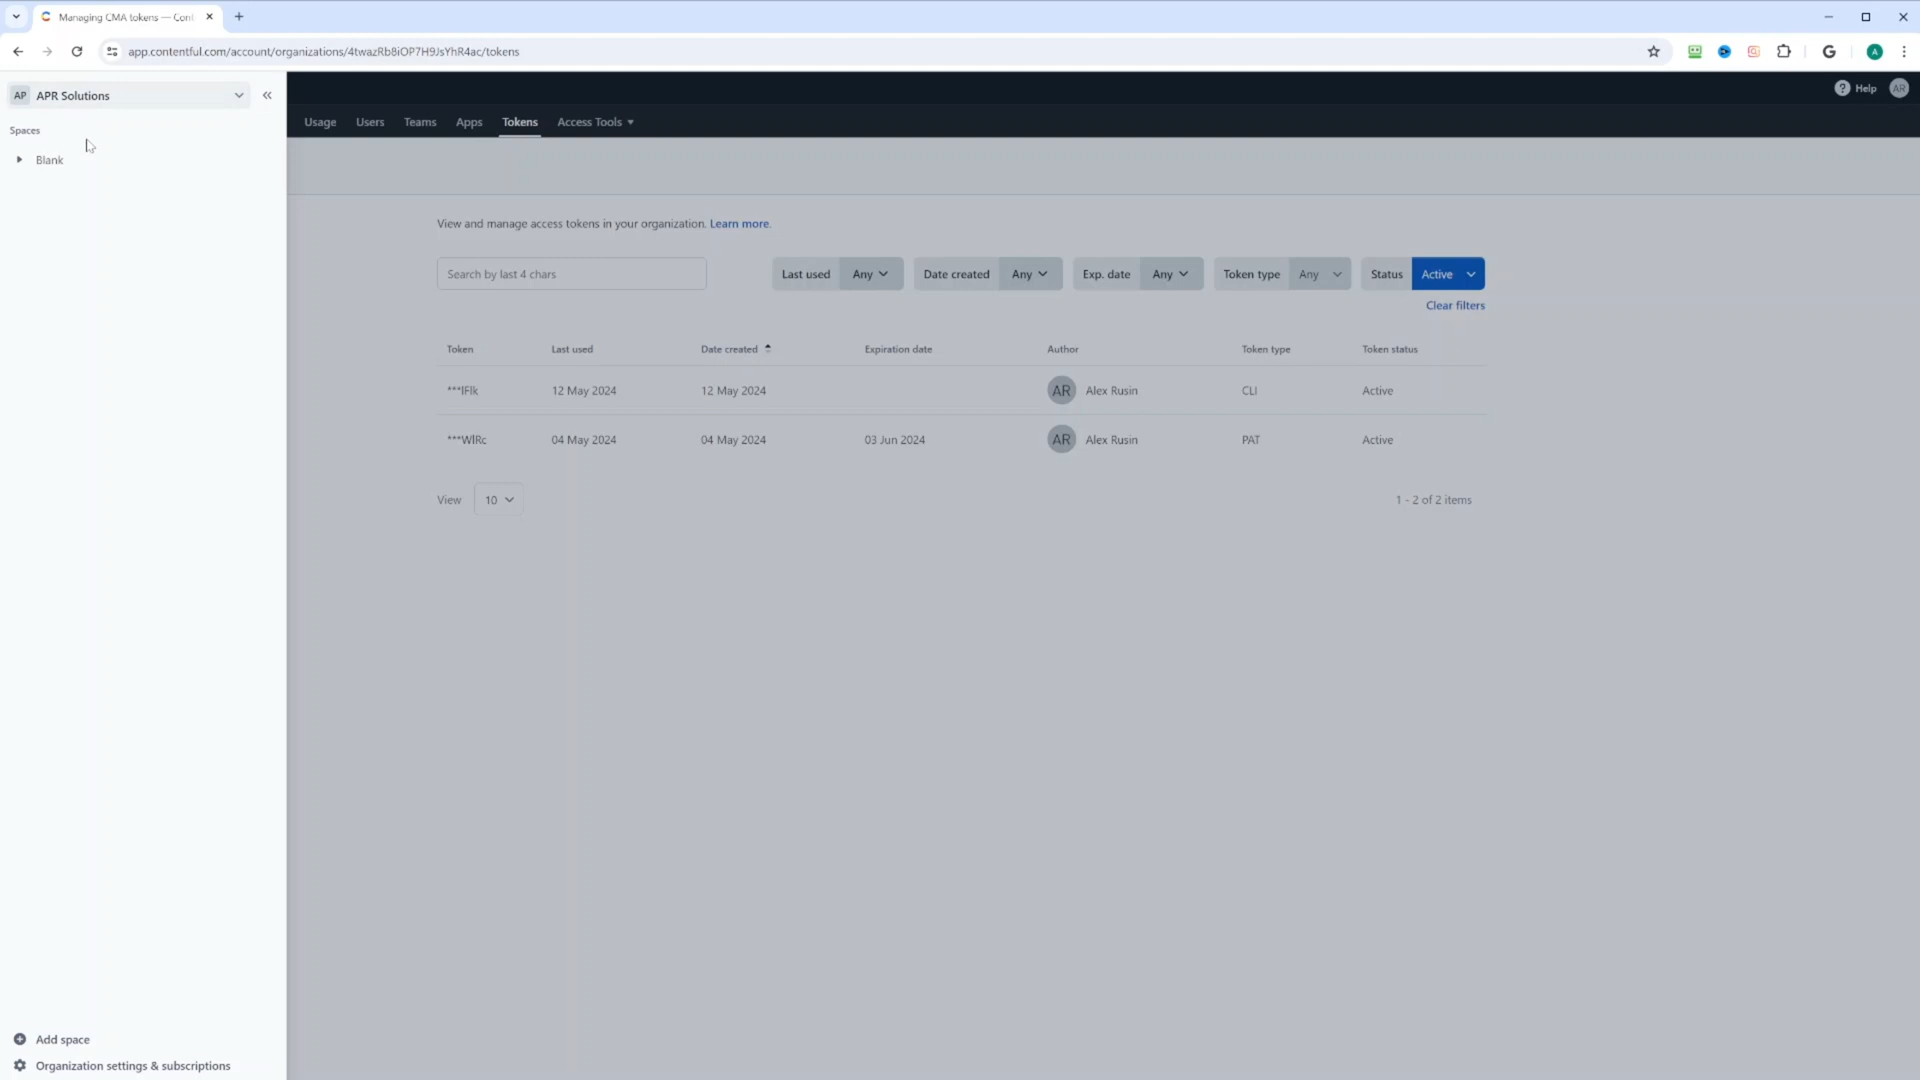 Managing CMA tokens — Cont
app.contentful.com/account/organizations/4twazRb8iOP7H9JsYhR4ac/tokens
A
AP APR Solutions
Help AR
Usage Users Teams Apps Tokens Access Tools
Spaces
Blank
View and manage access tokens in your organization. Learn more.
Search by last 4 chars
Last used Any Date created Any Exp. date Any Token type Any Status Active
Clear filters
Token Last used Date created Expiration date Author Token type Token status
***lFlk 12 May 2024 12 May 2024 AR Alex Rusin CLI Active
***WlRc 04 May 2024 04 May 2024 03 Jun 2024 AR Alex Rusin PAT Active
View 10 1 - 2 of 2 items
Add space
Organization settings & subscriptions